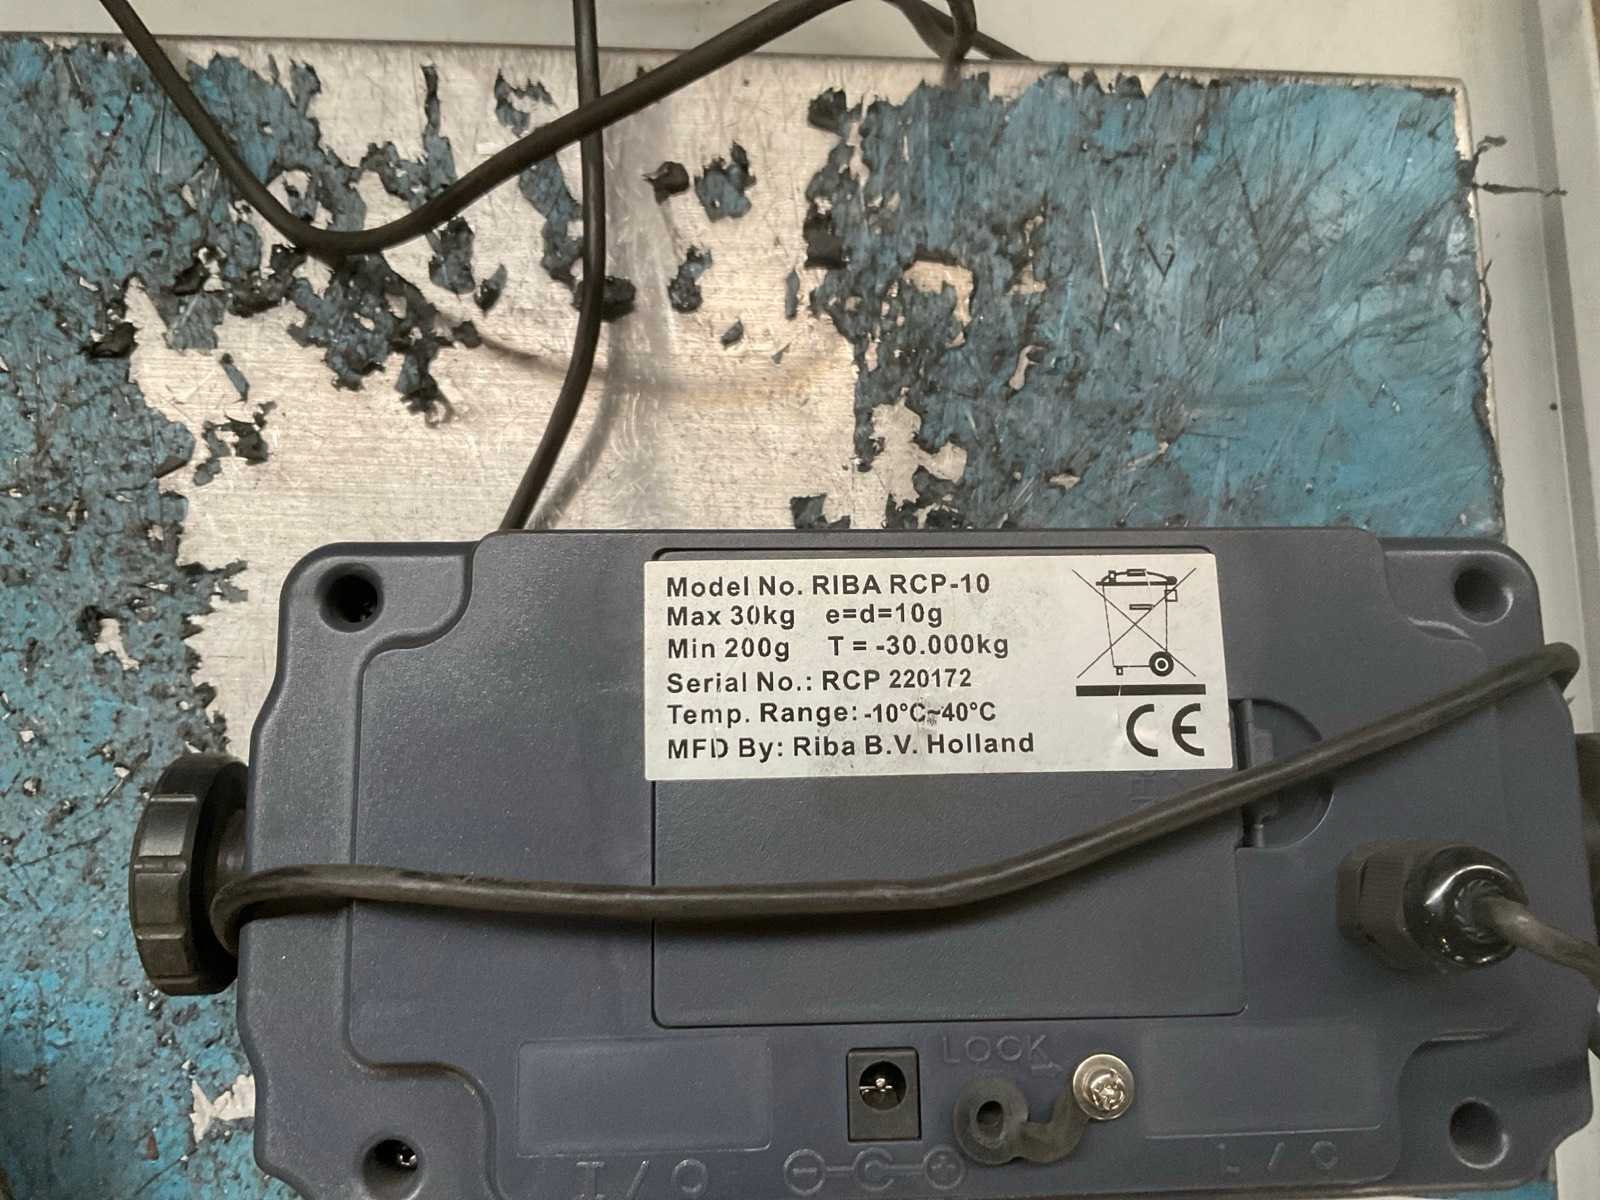 Model No. RIBA RCP-10
Max 30kg e=d=10g
Min 200g T = -30.000kg
Serial No.: RCP 220172
Temp. Range: -10°C~40°C
MFD By: Riba B.V. Holland
CE
LOCK
I / O
- C +